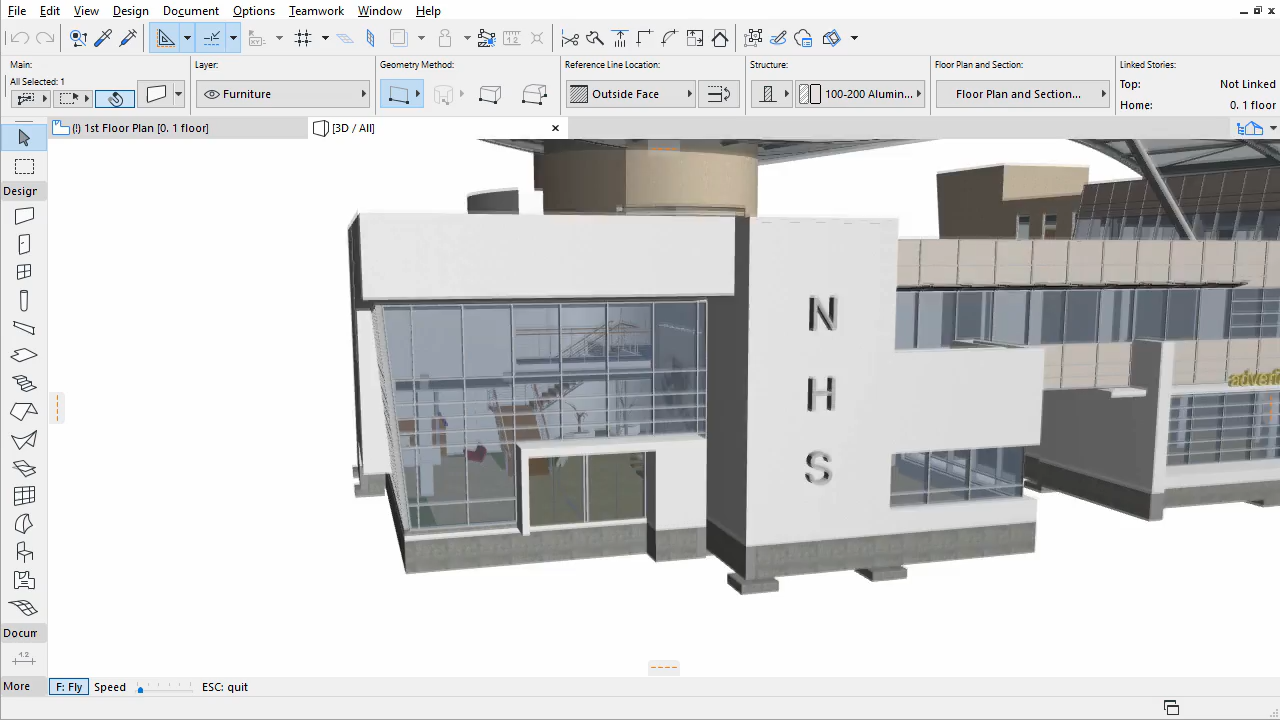 File Edit View Design Document Options Teamwork Window Help
Main:
All Selected: 1
Layer:
Furniture
Geometry Method:
Reference Line Location:
Outside Face
Structure:
100-200 Alumin...
Floor Plan and Section:
Floor Plan and Section...
Linked Stories:
Top: Not Linked
Home: 0. 1 floor
(!) 1st Floor Plan [0. 1 floor]
[3D / All]
Design
N
H
S
Docum
1.2
More
F: Fly Speed ESC: quit